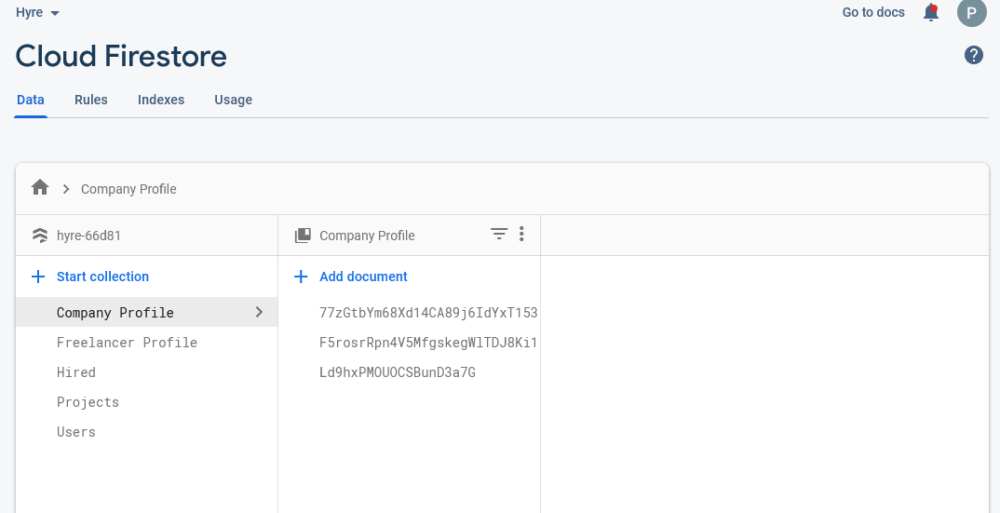 Hyre
Go to docs
P
Cloud Firestore
Data
Rules
Indexes
Usage
Company Profile
hyre-66d81
Company Profile
Start collection
Add document
Company Profile
Freelancer Profile
Hired
Projects
Users
77zGtbYm68Xd14CA89j6IdYxT153
F5rosrRpn4V5MfgskegWlTDJ8Ki1
Ld9hxPMOUOCSBunD3a7G